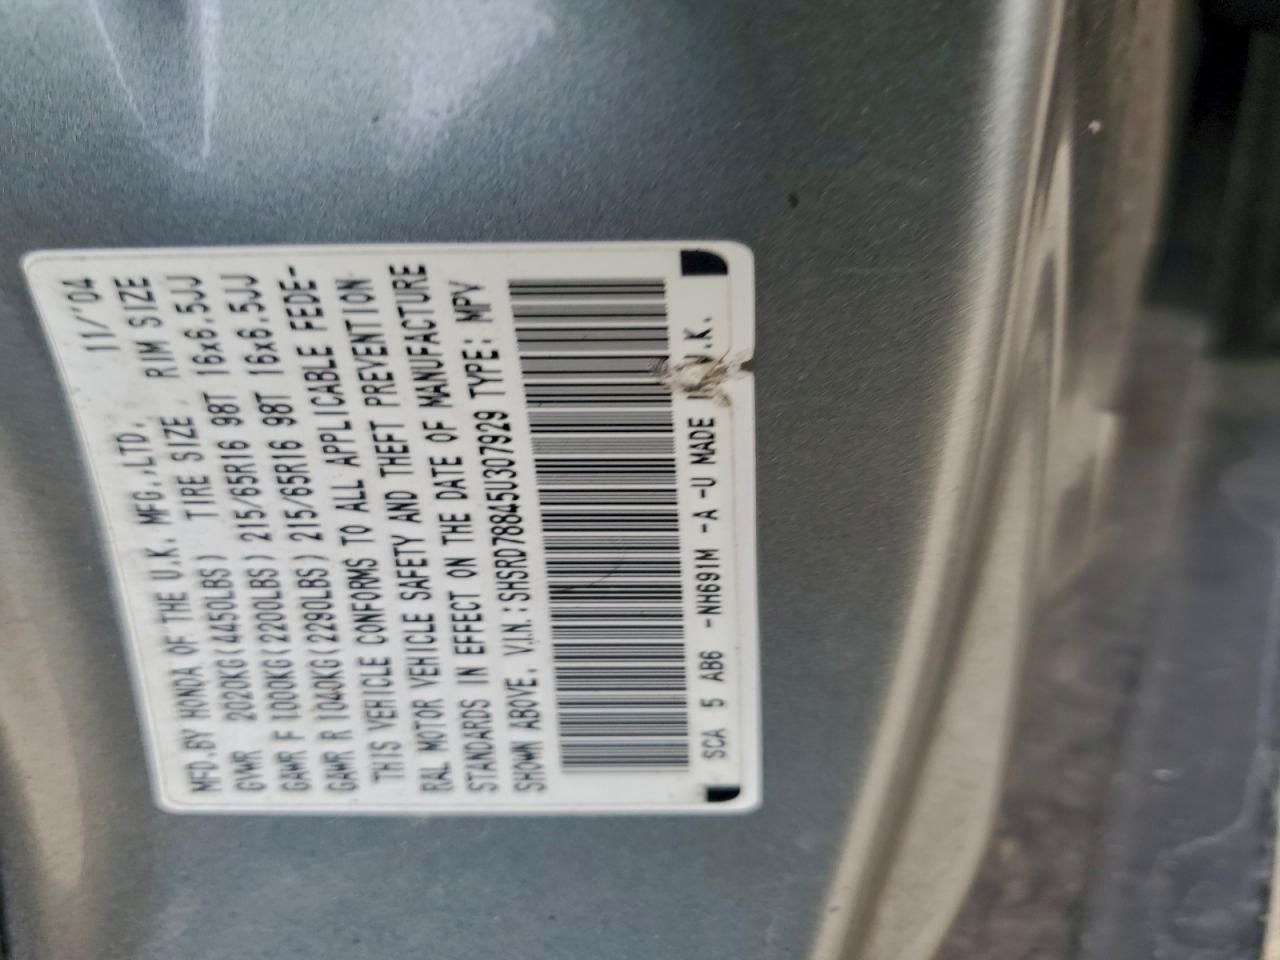 MFD.BY HONDA OF THE U.K. MFG.,LTD. 11/'04
GVWR 2020KG(4450LBS) TIRE SIZE RIM SIZE
GAWR F 1000KG(2200LBS) 215/65R16 98T 16x6.5JJ
GAWR R 1040KG(2290LBS) 215/65R16 98T 16x6.5JJ
THIS VEHICLE CONFORMS TO ALL APPLICABLE FEDE-
RAL MOTOR VEHICLE SAFETY AND THEFT PREVENTION
STANDARDS IN EFFECT ON THE DATE OF MANUFACTURE
SHOWN ABOVE. V.I.N.:SHSRD78845U307929 TYPE: MPV
SCA 5 AB6 -NH691M -A -U MADE U.K.